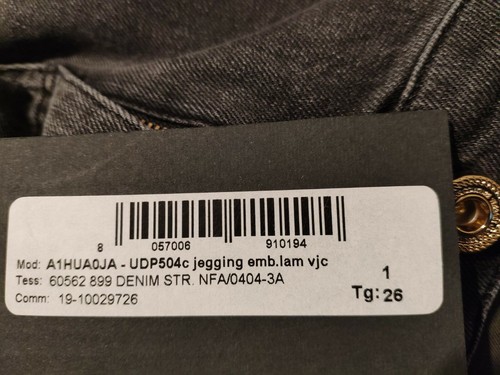 8 057006 910194
Mod: A1HUA0JA - UDP504c jegging emb.lam vjc
Tess: 60562 899 DENIM STR. NFA/0404-3A
Comm: 19-10029726
1
Tg: 26